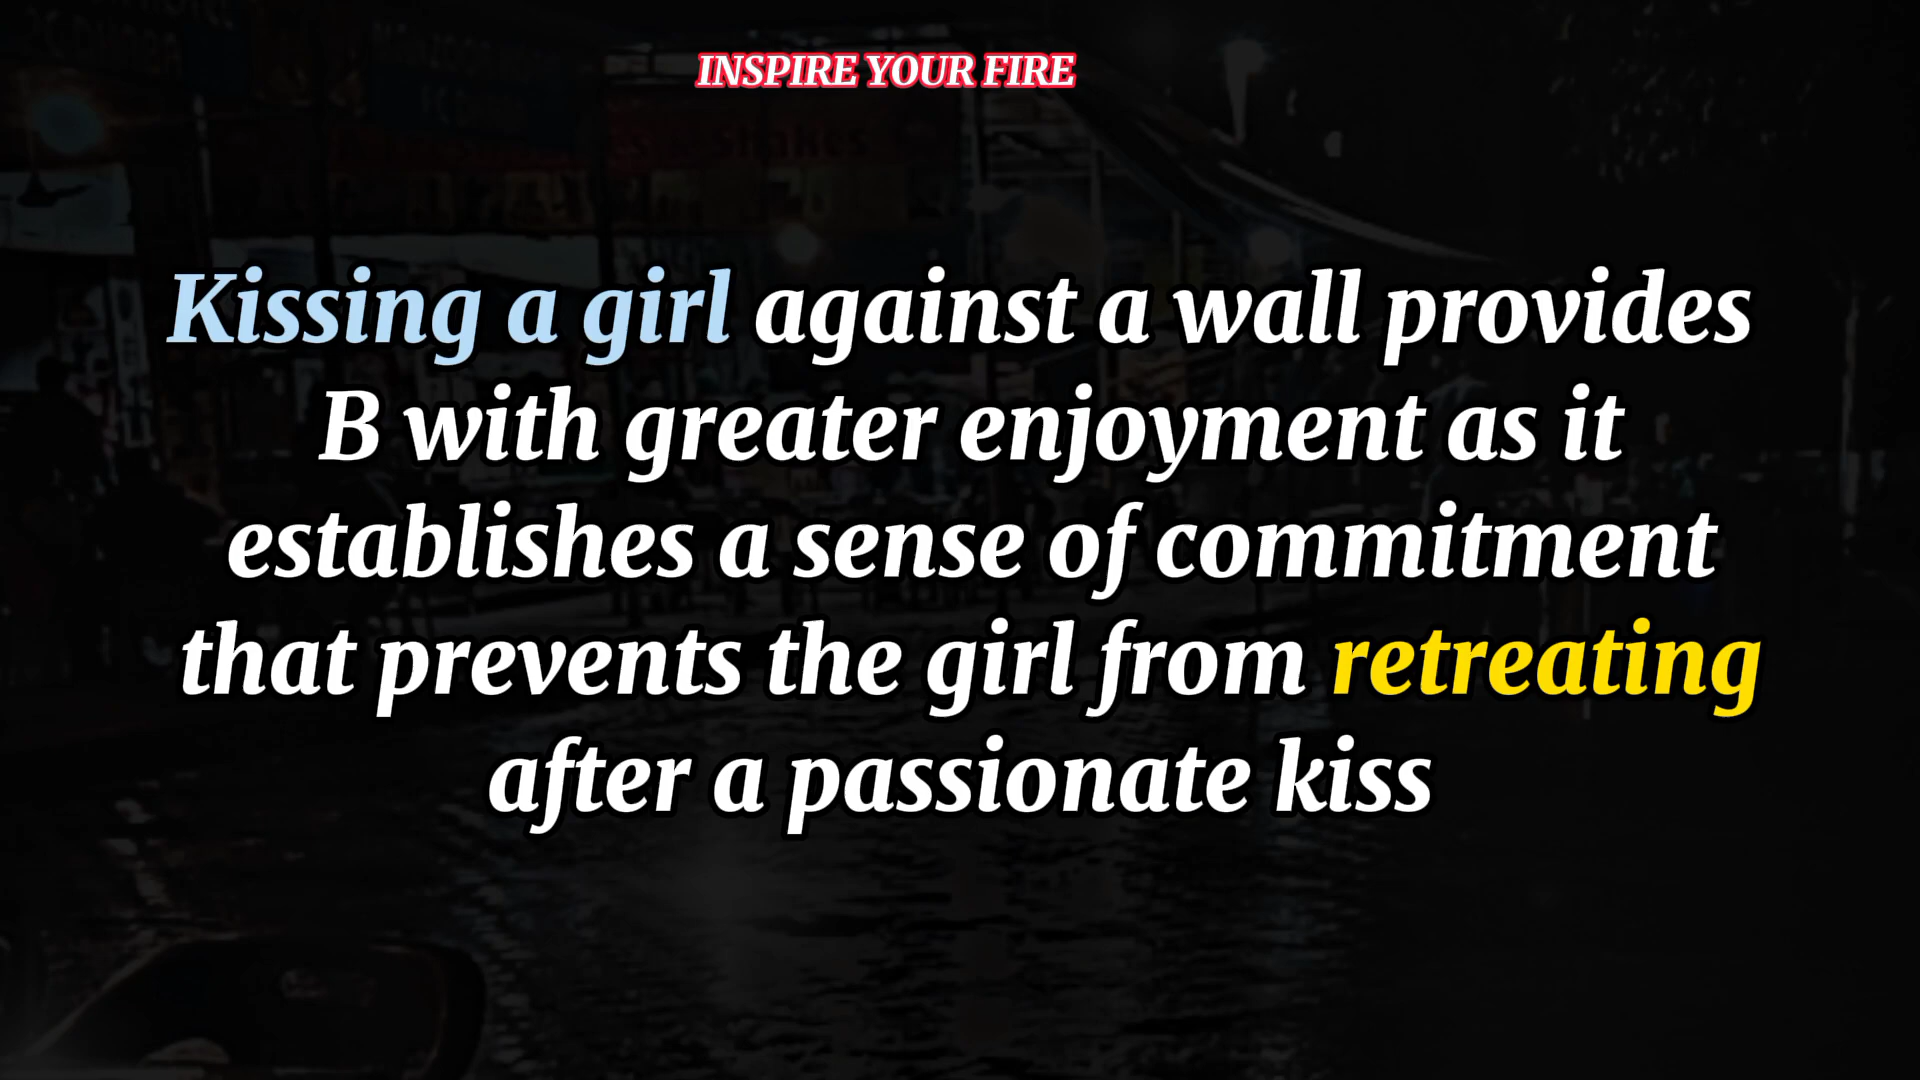 INSPIRE YOUR FIRE
Kissing a girl against a wall provides
B with greater enjoyment as it
establishes a sense of commitment
that prevents the girl from retreating
after a passionate kiss